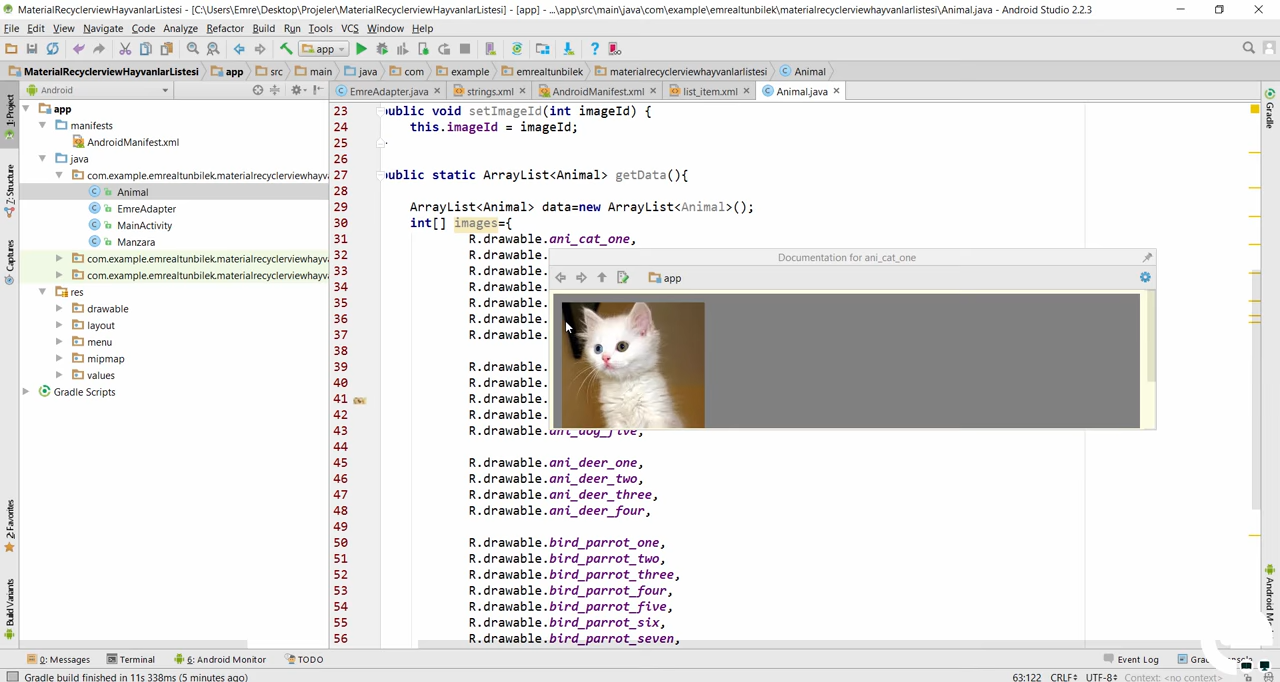 MaterialRecyclerviewHayvanlarListesi - [C:\Users\Emre\Desktop\Projeler\MaterialRecyclerviewHayvanlarListesi] - [app] - ...\app\src\main\java\com\example\emrealtunbilek\materialrecyclerviewhayvanlarlistesi\Animal.java - Android Studio 2.2.3
File Edit View Navigate Code Analyze Refactor Build Run Tools VCS Window Help
app
MaterialRecyclerviewHayvanlarListesi app src main java com example emrealtunbilek materialrecyclerviewhayvanlarlistesi Animal
Android
EmreAdapter.java strings.xml AndroidManifest.xml list_item.xml Animal.java
1: Project
Z: Structure
Captures
2: Favorites
Build Variants
app
manifests
AndroidManifest.xml
java
com.example.emrealtunbilek.materialrecyclerviewhayva
Animal
EmreAdapter
MainActivity
Manzara
com.example.emrealtunbilek.materialrecyclerviewhayva
com.example.emrealtunbilek.materialrecyclerviewhayva
res
drawable
layout
menu
mipmap
values
Gradle Scripts
23 public void setImageId(int imageId) {
24 this.imageId = imageId;
25
26
27 public static ArrayList<Animal> getData(){
28
29 ArrayList<Animal> data=new ArrayList<Animal>();
30 int[] images={
31 R.drawable.ani_cat_one,
32 R.drawable.
33 R.drawable.
34 R.drawable.
35 R.drawable.
36 R.drawable.
37 R.drawable.
38
39 R.drawable.
40 R.drawable.
41 R.drawable.
42 R.drawable.
43 R.drawable.ani_dog_five,
44
45 R.drawable.ani_deer_one,
46 R.drawable.ani_deer_two,
47 R.drawable.ani_deer_three,
48 R.drawable.ani_deer_four,
49
50 R.drawable.bird_parrot_one,
51 R.drawable.bird_parrot_two,
52 R.drawable.bird_parrot_three,
53 R.drawable.bird_parrot_four,
54 R.drawable.bird_parrot_five,
55 R.drawable.bird_parrot_six,
56 R.drawable.bird_parrot_seven,
Documentation for ani_cat_one
app
Gradle
Android
0: Messages Terminal 6: Android Monitor TODO Event Log
Gradle build finished in 11s 338ms (5 minutes ago) 63:122 CRLF UTF-8 Context: <no context>